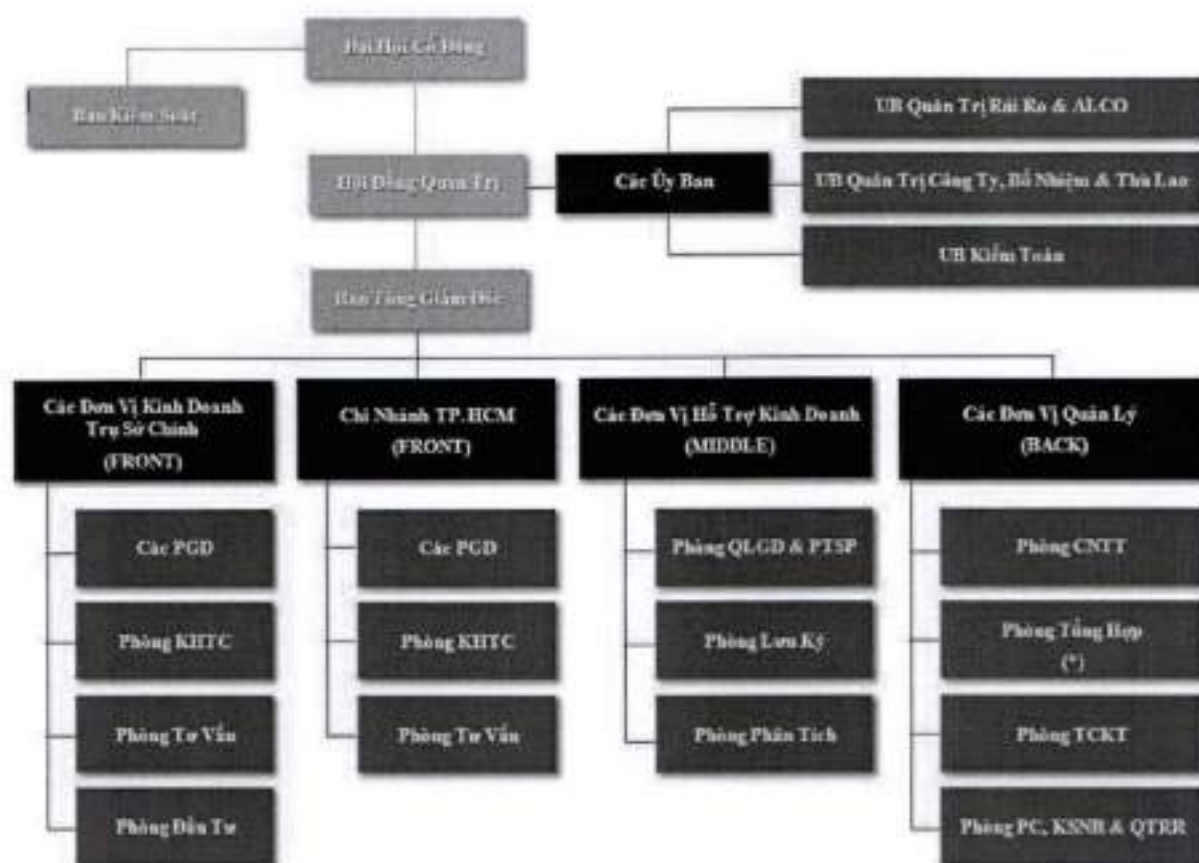 Đại Hội Cổ Đông
Ban Kiểm Soát
Hội Đồng Quản Trị
Các Ủy Ban
UB Quản Trị Rủi Ro & ALCO
UB Quản Trị Công Ty, Bổ Nhiệm & Thù Lao
UB Kiểm Toán
Ban Tổng Giám Đốc
Các Đơn Vị Kinh Doanh
Trụ Sở Chính
(FRONT)
Chi Nhánh TP. HCM
(FRONT)
Các Đơn Vị Hỗ Trợ Kinh Doanh
(MIDDLE)
Các Đơn Vị Quản Lý
(BACK)
Các PGD
Phòng KHTC
Phòng Tư Vấn
Phòng Đầu Tư
Các PGD
Phòng KHTC
Phòng Tư Vấn
Phòng QLGD & PTSP
Phòng Lưu Ký
Phòng Phân Tích
Phòng CNTT
Phòng Tổng Hợp
(*)
Phòng TCKT
Phòng PC, KSNB & QTRR